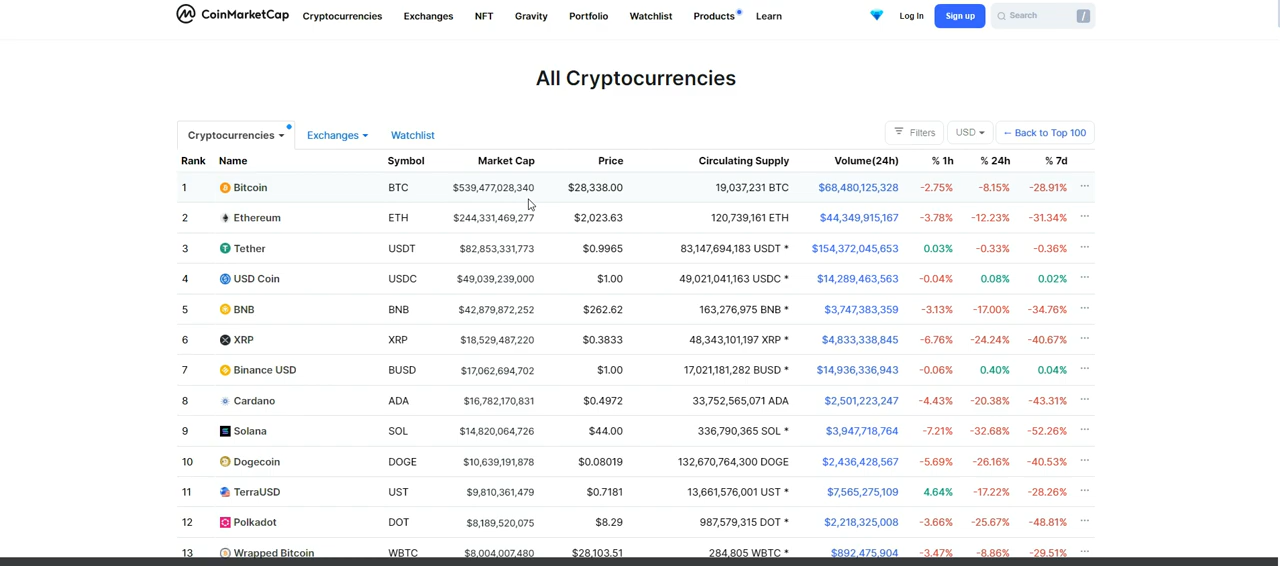 CoinMarketCap Cryptocurrencies Exchanges NFT Gravity Portfolio Watchlist Products Learn Log In Sign up Search /
All Cryptocurrencies
Cryptocurrencies Exchanges Watchlist Filters USD ← Back to Top 100
Rank Name Symbol Market Cap Price Circulating Supply Volume(24h) % 1h % 24h % 7d
1 Bitcoin BTC $539,477,028,340 $28,338.00 19,037,231 BTC $68,480,125,328 -2.75% -8.15% -28.91% ...
2 Ethereum ETH $244,331,469,277 $2,023.63 120,739,161 ETH $44,349,915,167 -3.78% -12.23% -31.34% ...
3 Tether USDT $82,853,331,773 $0.9965 83,147,694,183 USDT * $154,372,045,653 0.03% -0.33% -0.36% ...
4 USD Coin USDC $49,039,239,000 $1.00 49,021,041,163 USDC * $14,289,463,563 -0.04% 0.08% 0.02% ...
5 BNB BNB $42,879,872,252 $262.62 163,276,975 BNB * $3,747,383,359 -3.13% -17.00% -34.76% ...
6 XRP XRP $18,529,487,220 $0.3833 48,343,101,197 XRP * $4,833,338,845 -6.76% -24.24% -40.67% ...
7 Binance USD BUSD $17,062,694,702 $1.00 17,021,181,282 BUSD * $14,936,336,943 -0.06% 0.40% 0.04% ...
8 Cardano ADA $16,782,170,831 $0.4972 33,752,565,071 ADA $2,501,223,247 -4.43% -20.38% -43.31% ...
9 Solana SOL $14,820,064,726 $44.00 336,790,365 SOL * $3,947,718,764 -7.21% -32.68% -52.26% ...
10 Dogecoin DOGE $10,639,191,878 $0.08019 132,670,764,300 DOGE $2,436,428,567 -5.69% -26.16% -40.53% ...
11 TerraUSD UST $9,810,361,479 $0.7181 13,661,576,001 UST * $7,565,275,109 4.64% -17.22% -28.26% ...
12 Polkadot DOT $8,189,520,075 $8.29 987,579,315 DOT * $2,218,325,008 -3.66% -25.67% -48.81% ...
13 Wrapped Bitcoin WBTC $8,004,007,480 $28,103.51 284,805 WBTC * $892,475,904 -3.47% -8.86% -29.51% ...